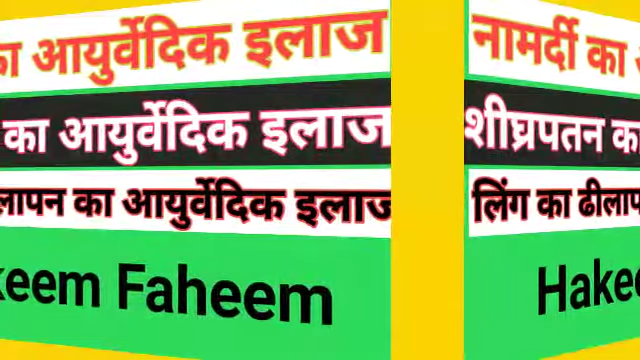 का आयुर्वेदिक इलाज
का आयुर्वेदिक इलाज
का आयुर्वेदिक इलाज
Faheem
नामर्दी का
शीघ्रपतन का
लिंग का